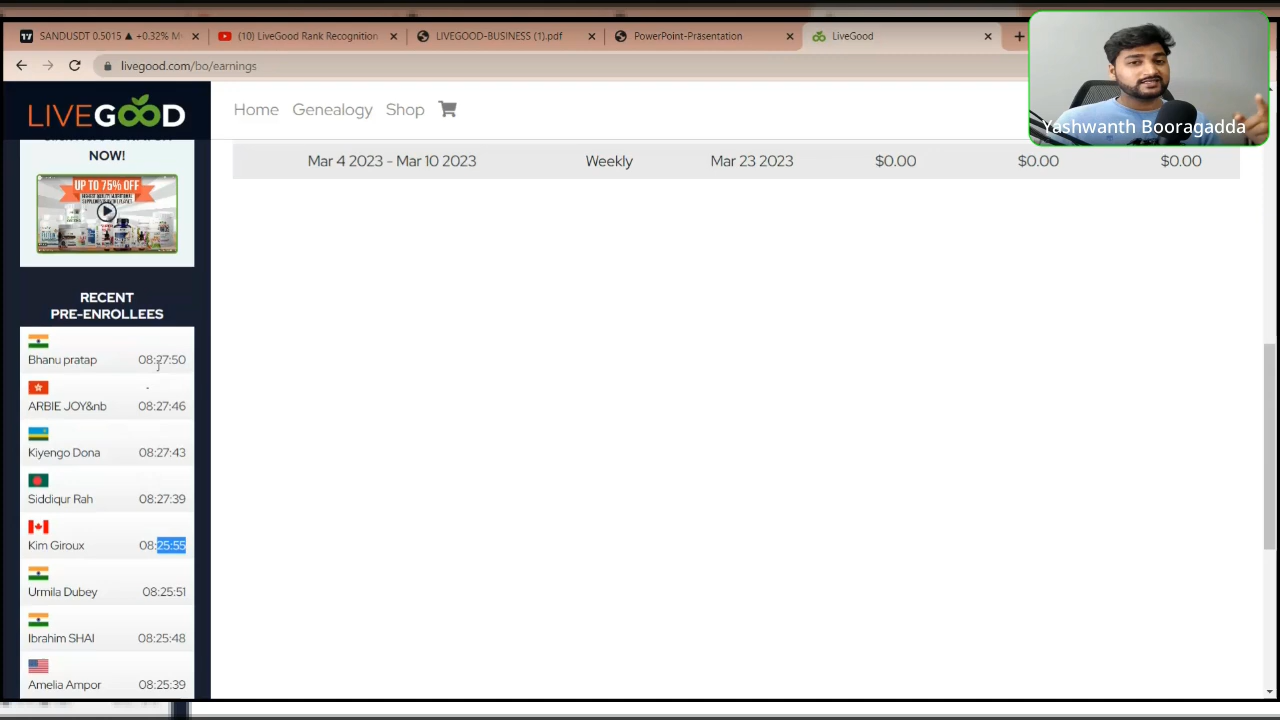 SANDUSDT 0.5015 ▲ +0.32%
(10) LiveGood Rank Recognition
LIVEGOOD-BUSINESS (1).pdf
PowerPoint-Präsentation
LiveGood
livegood.com/bo/earnings
Yashwanth Booragadda
LIVEGOOD
Home Genealogy Shop
NOW!
Mar 4 2023 - Mar 10 2023 Weekly Mar 23 2023 $0.00 $0.00 $0.00
UP TO 75% OFF
RECENT
PRE-ENROLLEES
Bhanu pratap 08:27:50
ARBIE JOY&nb 08:27:46
Kiyengo Dona 08:27:43
Siddiqur Rah 08:27:39
Kim Giroux 08:25:55
Urmila Dubey 08:25:51
Ibrahim SHAI 08:25:48
Amelia Ampor 08:25:39